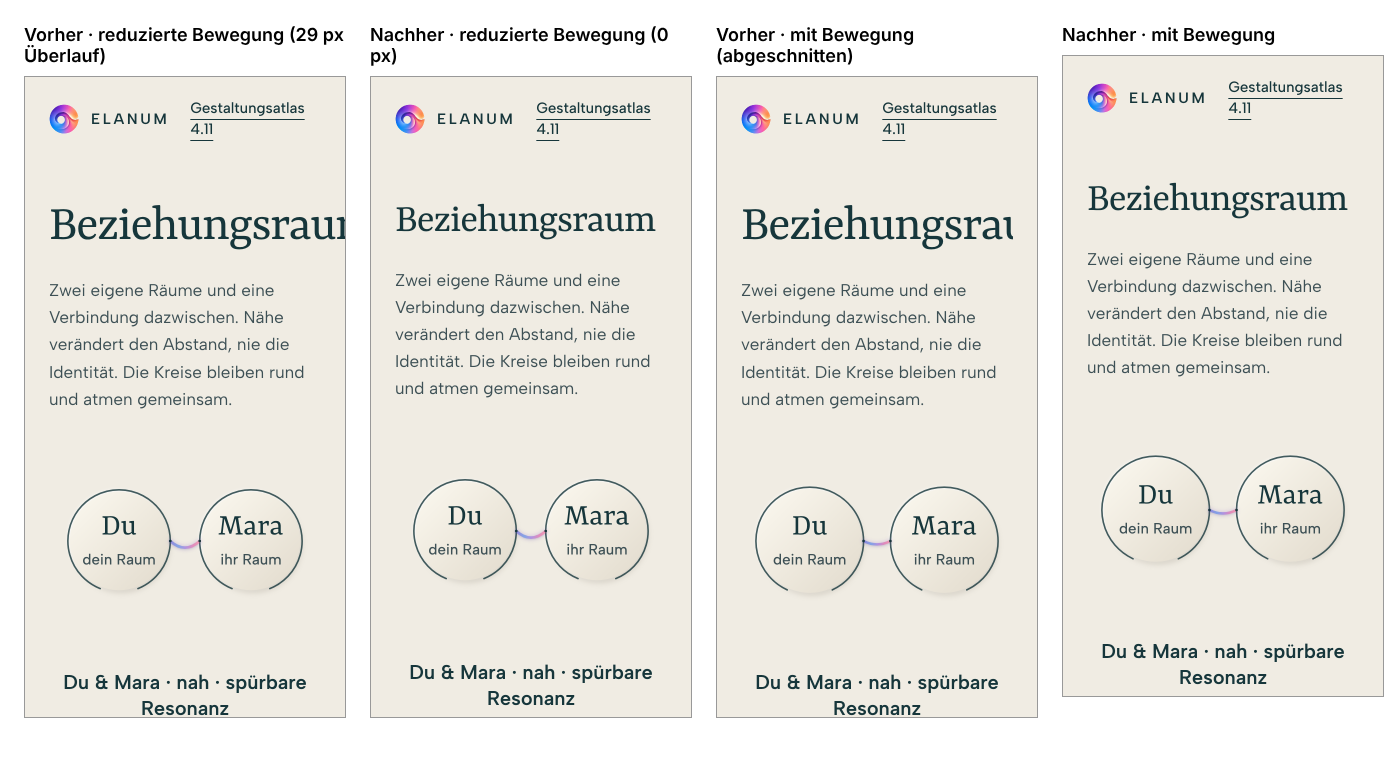 Vorher · reduzierte Bewegung (29 px
Überlauf)
ELANUM
Gestaltungsatlas
4.11
Beziehungsraum
Zwei eigene Räume und eine
Verbindung dazwischen. Nähe
verändert den Abstand, nie die
Identität. Die Kreise bleiben rund
und atmen gemeinsam.
Du
dein Raum
Mara
ihr Raum
Du & Mara · nah · spürbare
Resonanz
Nachher · reduzierte Bewegung (0
px)
ELANUM
Gestaltungsatlas
4.11
Beziehungsraum
Zwei eigene Räume und eine
Verbindung dazwischen. Nähe
verändert den Abstand, nie die
Identität. Die Kreise bleiben rund
und atmen gemeinsam.
Du
dein Raum
Mara
ihr Raum
Du & Mara · nah · spürbare
Resonanz
Vorher · mit Bewegung
(abgeschnitten)
ELANUM
Gestaltungsatlas
4.11
Beziehungsrau
Zwei eigene Räume und eine
Verbindung dazwischen. Nähe
verändert den Abstand, nie die
Identität. Die Kreise bleiben rund
und atmen gemeinsam.
Du
dein Raum
Mara
ihr Raum
Du & Mara · nah · spürbare
Resonanz
Nachher · mit Bewegung
ELANUM
Gestaltungsatlas
4.11
Beziehungsraum
Zwei eigene Räume und eine
Verbindung dazwischen. Nähe
verändert den Abstand, nie die
Identität. Die Kreise bleiben rund
und atmen gemeinsam.
Du
dein Raum
Mara
ihr Raum
Du & Mara · nah · spürbare
Resonanz